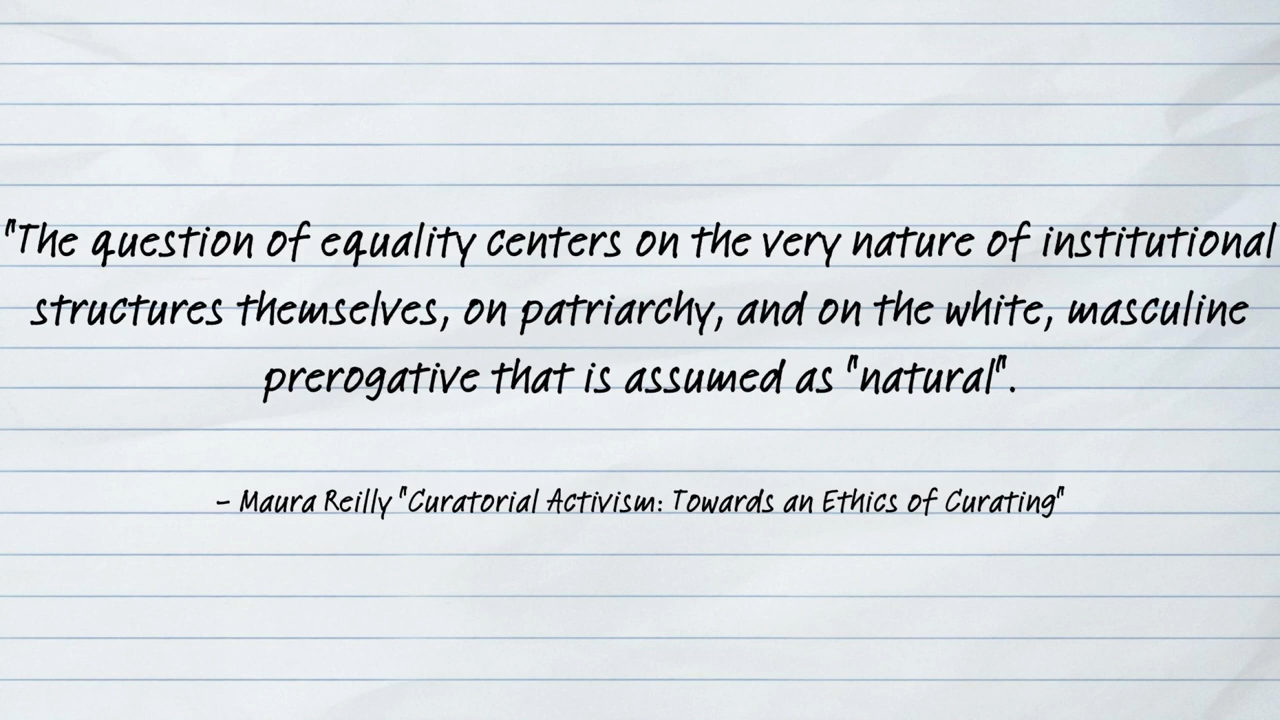 "The question of equality centers on the very nature of institutional
structures themselves, on patriarchy, and on the white, masculine
prerogative that is assumed as "natural".
- Maura Reilly "Curatorial Activism: Towards an Ethics of Curating"